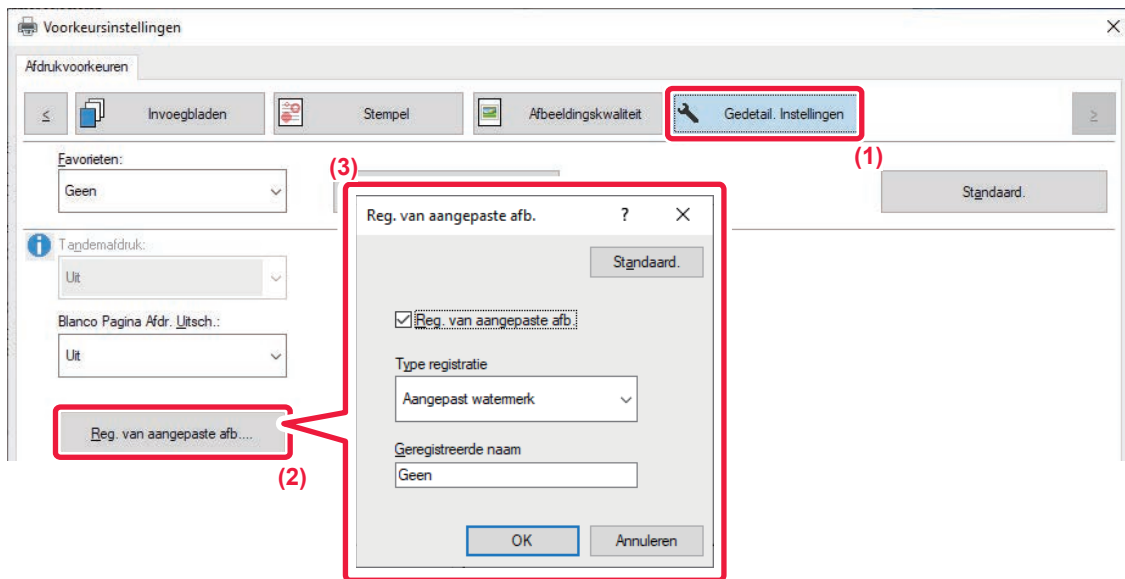 Voorkeursinstellingen
Afdrukvoorkeuren
≤ Invoegbladen Stempel Afbeeldingskwaliteit Gedetail. Instellingen ≥
(1)
Favorieten:
Geen
Standaard.
Tandemafdruk:
Uit
Blanco Pagina Afdr. Uitsch.:
Uit
Reg. van aangepaste afb....
(2)
(3)
Reg. van aangepaste afb. ?
Standaard.
Reg. van aangepaste afb.
Type registratie
Aangepast watermerk
Geregistreerde naam
Geen
OK Annuleren